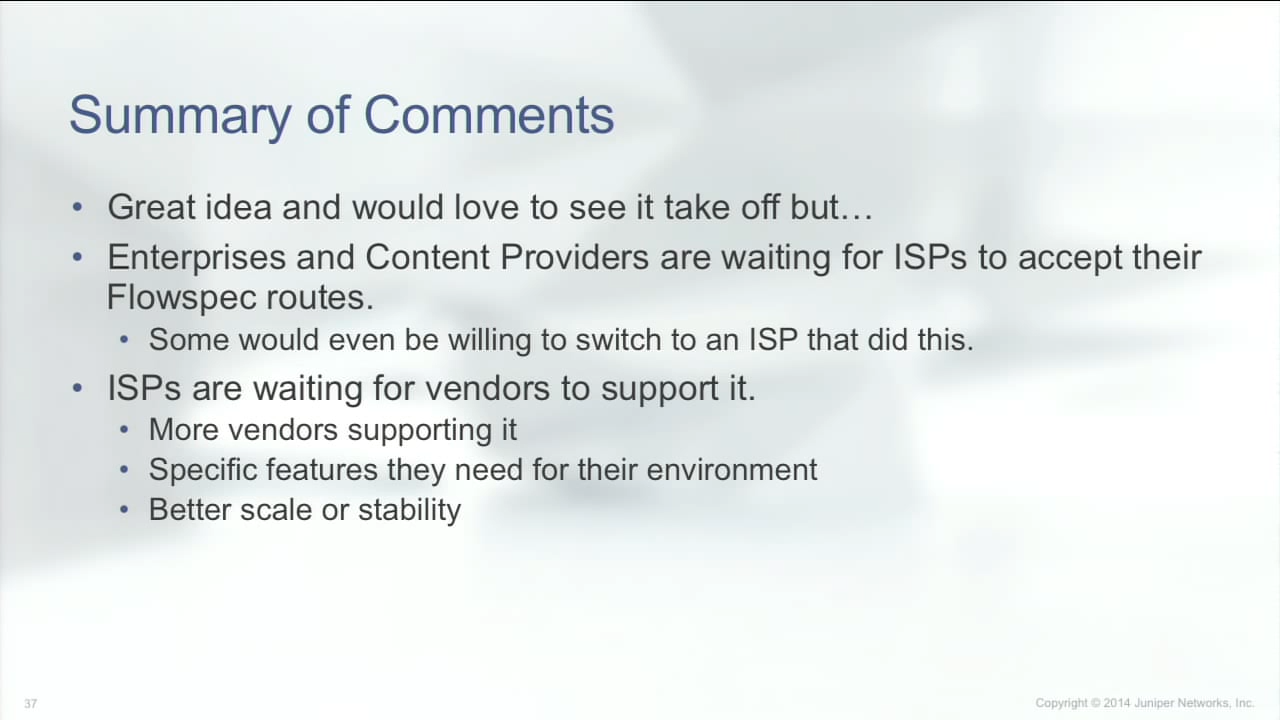 Summary of Comments
• Great idea and would love to see it take off but…
• Enterprises and Content Providers are waiting for ISPs to accept their
Flowspec routes.
• Some would even be willing to switch to an ISP that did this.
• ISPs are waiting for vendors to support it.
• More vendors supporting it
• Specific features they need for their environment
• Better scale or stability
37
Copyright © 2014 Juniper Networks, Inc.